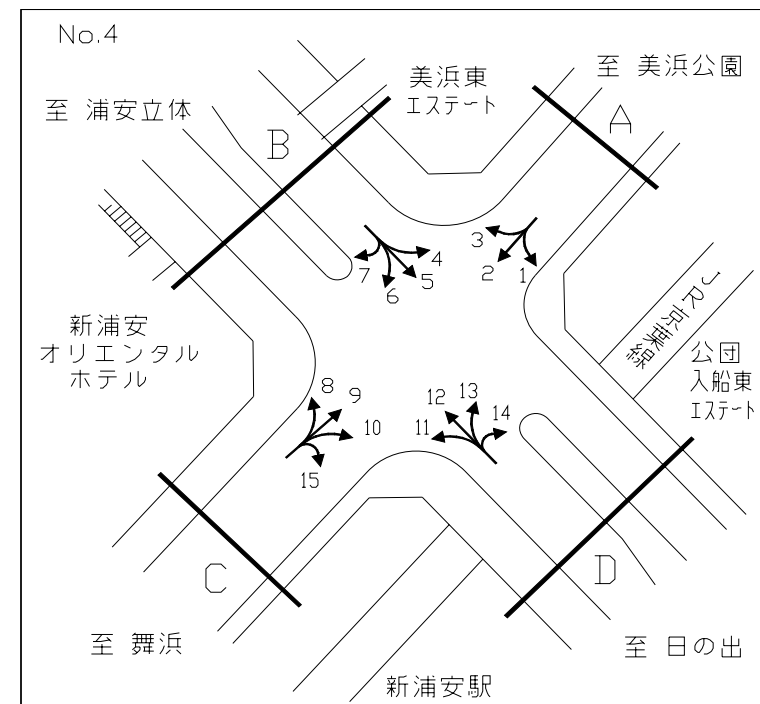 No.4
美浜東
エステート
至 美浜公園
至 浦安立体
A
B
3
2
1
7
6
5
4
JR京葉線
新浦安
オリエンタル
ホテル
公団
入船東
エステート
8
9
10
15
12
13
14
11
C
D
至 舞浜
至 日の出
新浦安駅